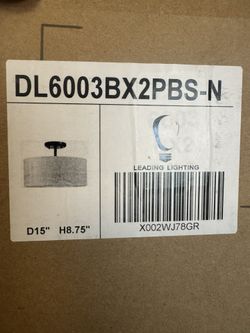 DL6003BX2PBS-N
LEADING LIGHTING
D15" H8.75"
X002WJ78GR